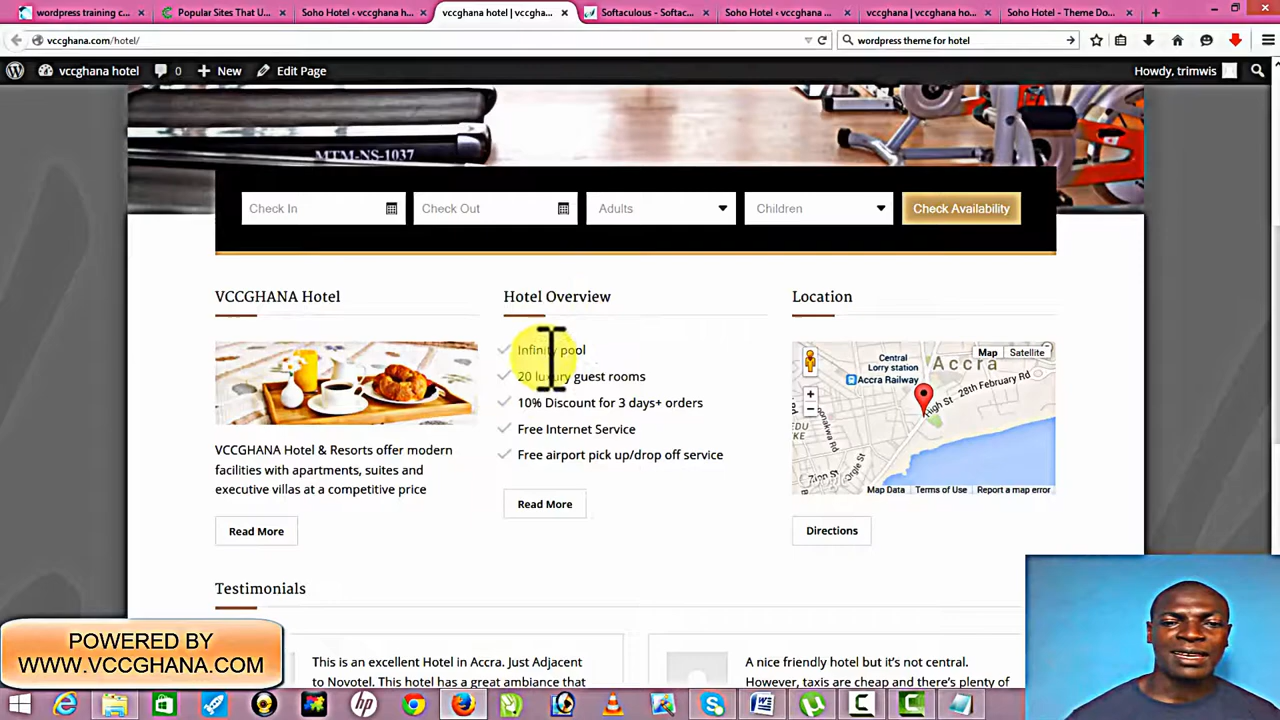 wordpress training c...
Popular Sites That U...
Soho Hotel ‹ vccghana h...
vccghana hotel | vccgha...
Softaculous - Softac...
Soho Hotel ‹ vccghana ...
vccghana | vccghana ho...
Soho Hotel - Theme Do...
vccghana.com/hotel/
wordpress theme for hotel
vccghana hotel
0
New
Edit Page
Howdy, trimwis
MTM-NS-1037
Check In
Check Out
Adults
Children
Check Availability
VCCGHANA Hotel
VCCGHANA Hotel & Resorts offer modern
facilities with apartments, suites and
executive villas at a competitive price
Read More
Hotel Overview
Infinity pool
20 luxury guest rooms
10% Discount for 3 days+ orders
Free Internet Service
Free airport pick up/drop off service
Read More
Location
Map
Satellite
Central
Lorry station
Accra Railway
Accra
High St
28th February Rd
Map Data
Terms of Use
Report a map error
Directions
Testimonials
This is an excellent Hotel in Accra. Just Adjacent
to Novotel. This hotel has a great ambiance that
A nice friendly hotel but it's not central.
However, taxis are cheap and there's plenty of
POWERED BY
WWW.VCCGHANA.COM